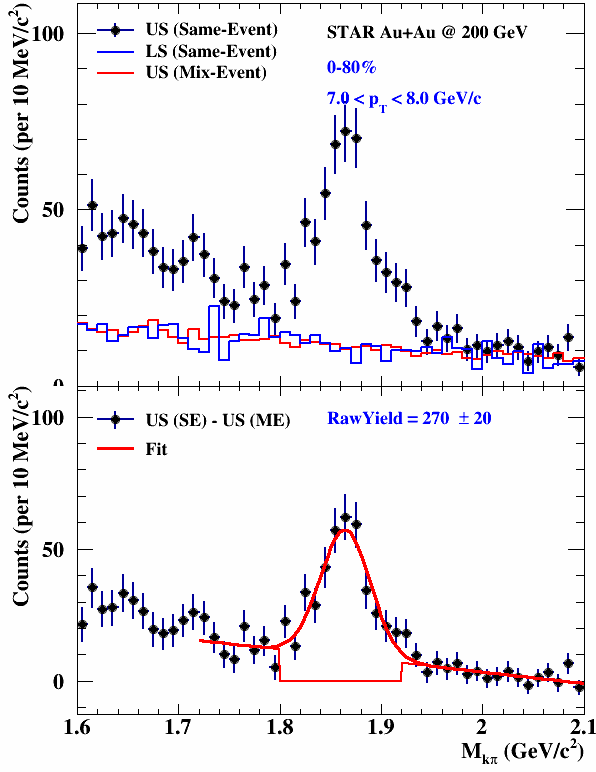 Counts (per 10 MeV/c²)
100
50
0
US (Same-Event)
LS (Same-Event)
US (Mix-Event)
STAR Au+Au @ 200 GeV
0-80%
7.0 < p_T < 8.0 GeV/c
Counts (per 10 MeV/c²)
100
50
0
US (SE) - US (ME)
Fit
RawYield = 270 ± 20
1.6 1.7 1.8 1.9 2 2.1
M_kπ (GeV/c²)